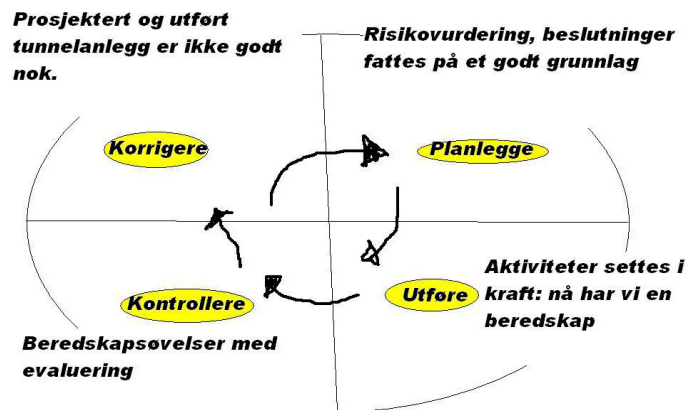 Prosjektert og utført
tunnelanlegg er ikke godt
nok.
Risikovurdering, beslutninger
fattes på et godt grunnlag
Korrigere
Planlegge
Kontrollere
Utføre
Aktiviteter settes i
kraft: nå har vi en
beredskap
Beredskapsøvelser med
evaluering